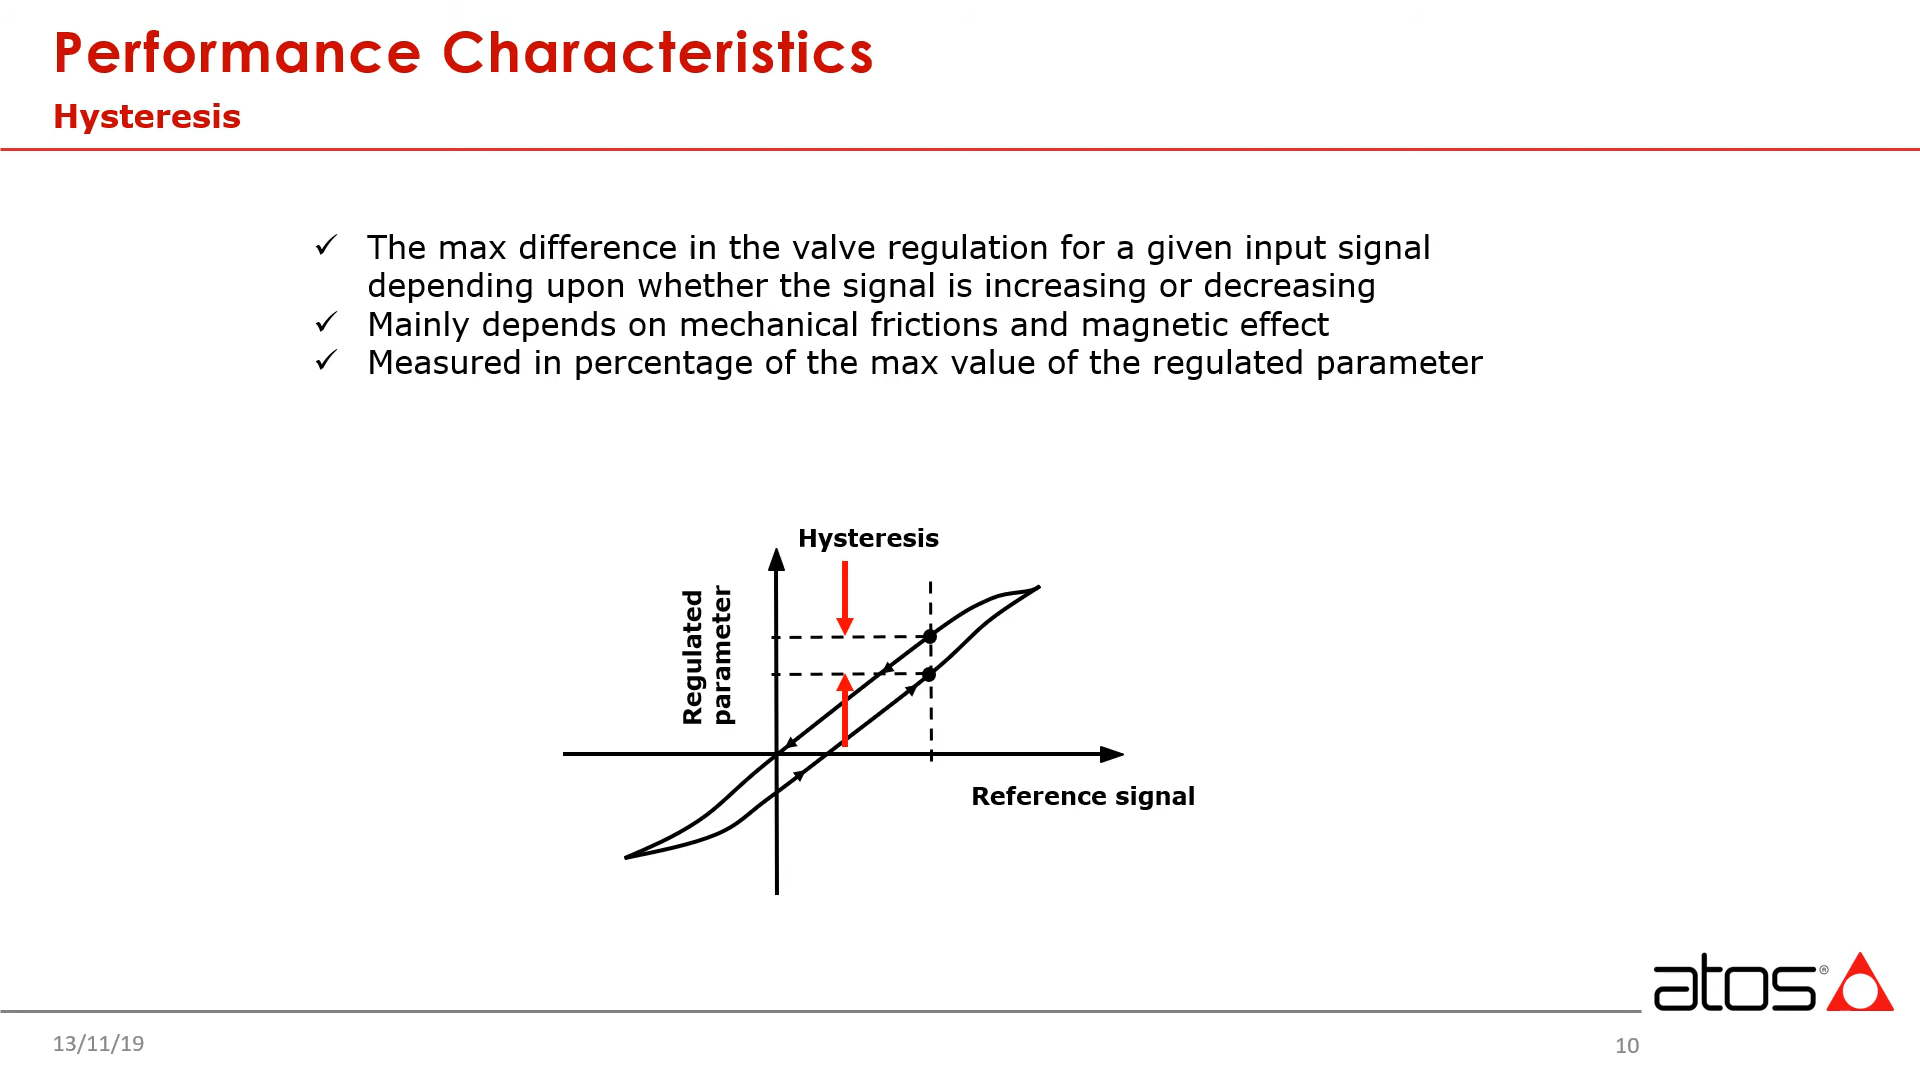 Performance Characteristics
Hysteresis
✓ The max difference in the valve regulation for a given input signal
depending upon whether the signal is increasing or decreasing
✓ Mainly depends on mechanical frictions and magnetic effect
✓ Measured in percentage of the max value of the regulated parameter
Hysteresis
Regulated
parameter
Reference signal
atos®
13/11/19
10